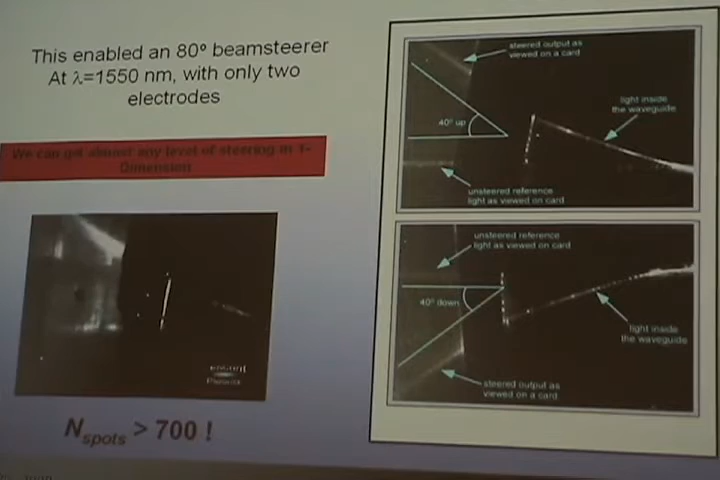 This enabled an 80º beamsteerer
At λ=1550 nm, with only two
electrodes
We can get almost any level of steering in 1-
Dimension
N spots > 700 !
steered output as
viewed on a card
light inside
the waveguide
40º up
unsteered reference
light as viewed on card
unsteered reference
light as viewed on card
40º down
light inside
the waveguide
steered output as
viewed on a card